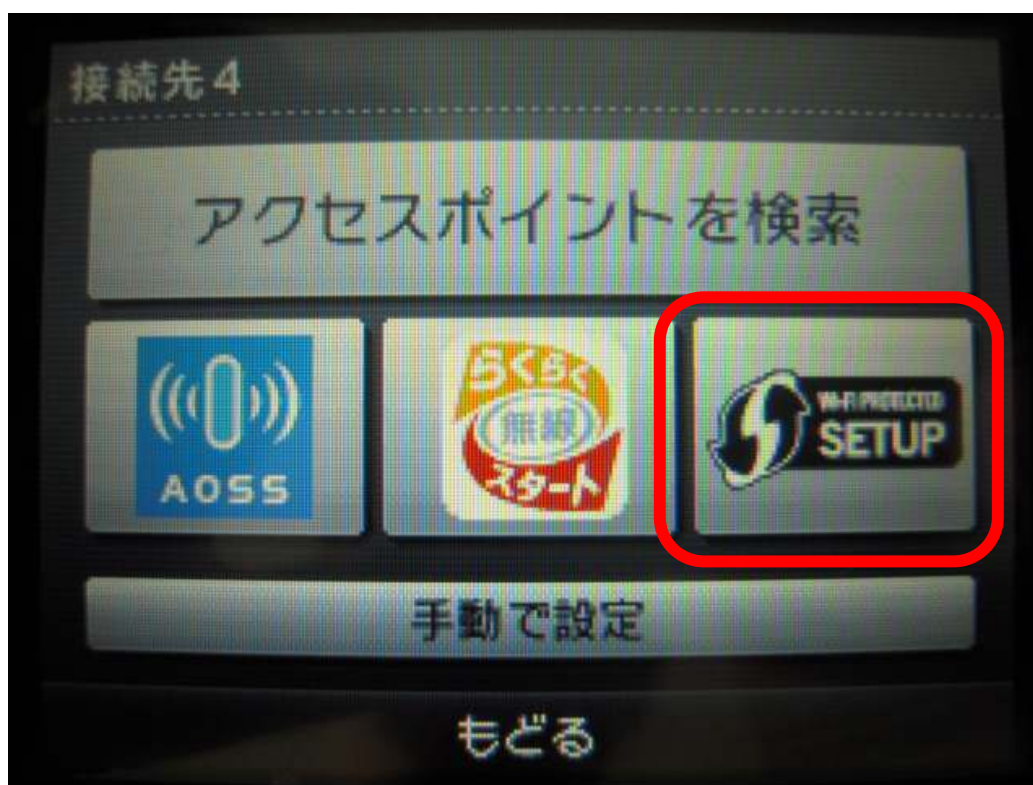 接続先4
アクセスポイントを検索
AOSS
らくらく
無線
スタート
WI-FI PROTECTED
SETUP
手動で設定
もどる